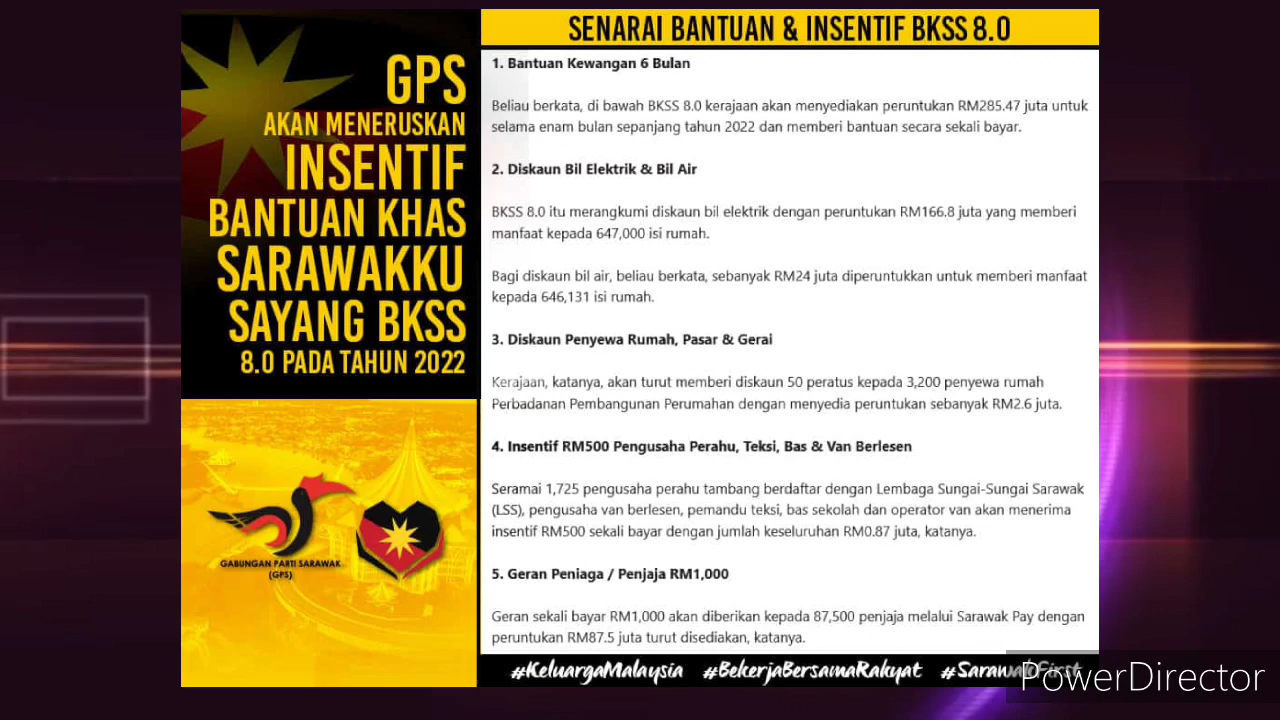 GPS
AKAN MENERUSKAN
INSENTIF
BANTUAN KHAS
SARAWAKKU
SAYANG BKSS
8.0 PADA TAHUN 2022
GABUNGAN PARTI SARAWAK
(GPS)
SENARAI BANTUAN & INSENTIF BKSS 8.0
1. Bantuan Kewangan 6 Bulan
Beliau berkata, di bawah BKSS 8.0 kerajaan akan menyediakan peruntukan RM285.47 juta untuk
selama enam bulan sepanjang tahun 2022 dan memberi bantuan secara sekali bayar.
2. Diskaun Bil Elektrik & Bil Air
BKSS 8.0 itu merangkumi diskaun bil elektrik dengan peruntukan RM166.8 juta yang memberi
manfaat kepada 647,000 isi rumah.
Bagi diskaun bil air, beliau berkata, sebanyak RM24 juta diperuntukkan untuk memberi manfaat
kepada 646,131 isi rumah.
3. Diskaun Penyewa Rumah, Pasar & Gerai
Kerajaan, katanya, akan turut memberi diskaun 50 peratus kepada 3,200 penyewa rumah
Perbadanan Pembangunan Perumahan dengan menyedia peruntukan sebanyak RM2.6 juta.
4. Insentif RM500 Pengusaha Perahu, Teksi, Bas & Van Berlesen
Seramai 1,725 pengusaha perahu tambang berdaftar dengan Lembaga Sungai-Sungai Sarawak
(LSS), pengusaha van berlesen, pemandu teksi, bas sekolah dan operator van akan menerima
insentif RM500 sekali bayar dengan jumlah keseluruhan RM0.87 juta, katanya.
5. Geran Peniaga / Penjaja RM1,000
Geran sekali bayar RM1,000 akan diberikan kepada 87,500 penjaja melalui Sarawak Pay dengan
peruntukan RM87.5 juta turut disediakan, katanya.
#KeluargaMalaysia #BekerjaBersamaRakyat #SarawakFirst
PowerDirector